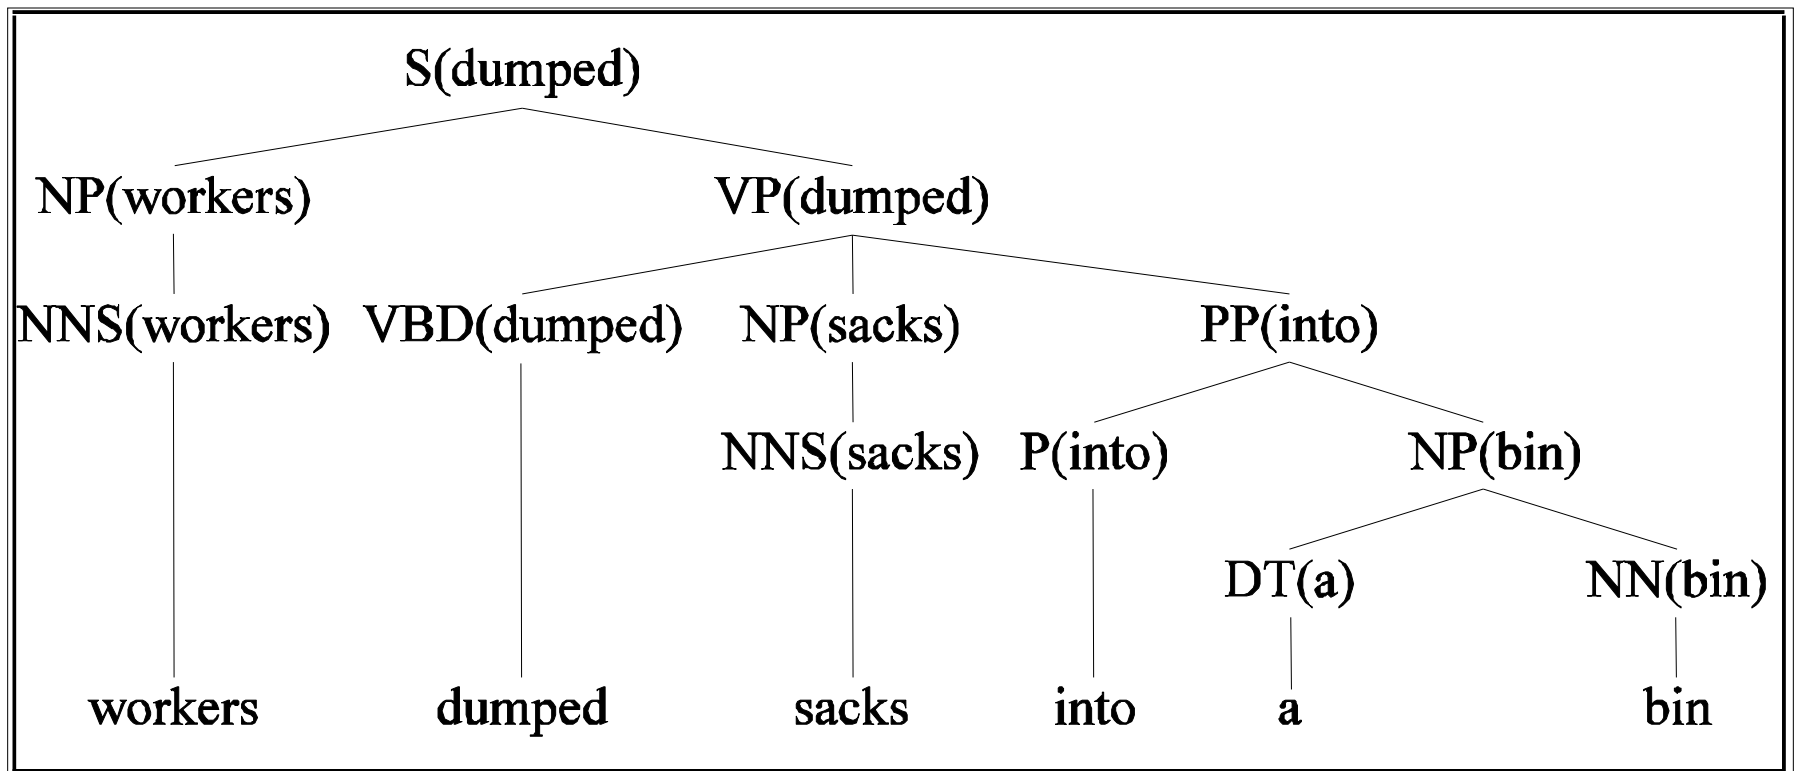 S(dumped)
NP(workers) VP(dumped)
NNS(workers) VBD(dumped) NP(sacks) PP(into)
NNS(sacks) P(into) NP(bin)
DT(a) NN(bin)
workers dumped sacks into a bin